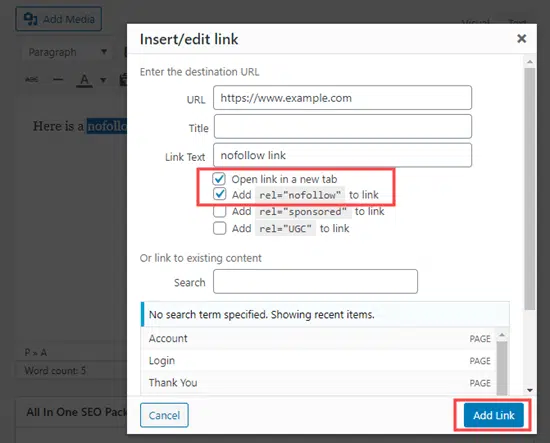 Add Media
Visual Text
Paragraph
Insert/edit link
Enter the destination URL
URL https://www.example.com
Title
Link Text nofollow link
Open link in a new tab
Add rel="nofollow" to link
Add rel="sponsored" to link
Add rel="UGC" to link
Or link to existing content
Search
No search term specified. Showing recent items.
Account PAGE
Login PAGE
Thank You PAGE
Cancel Add Link
ABC A
Here is a nofollo
P » A
Word count: 5
All In One SEO Pack